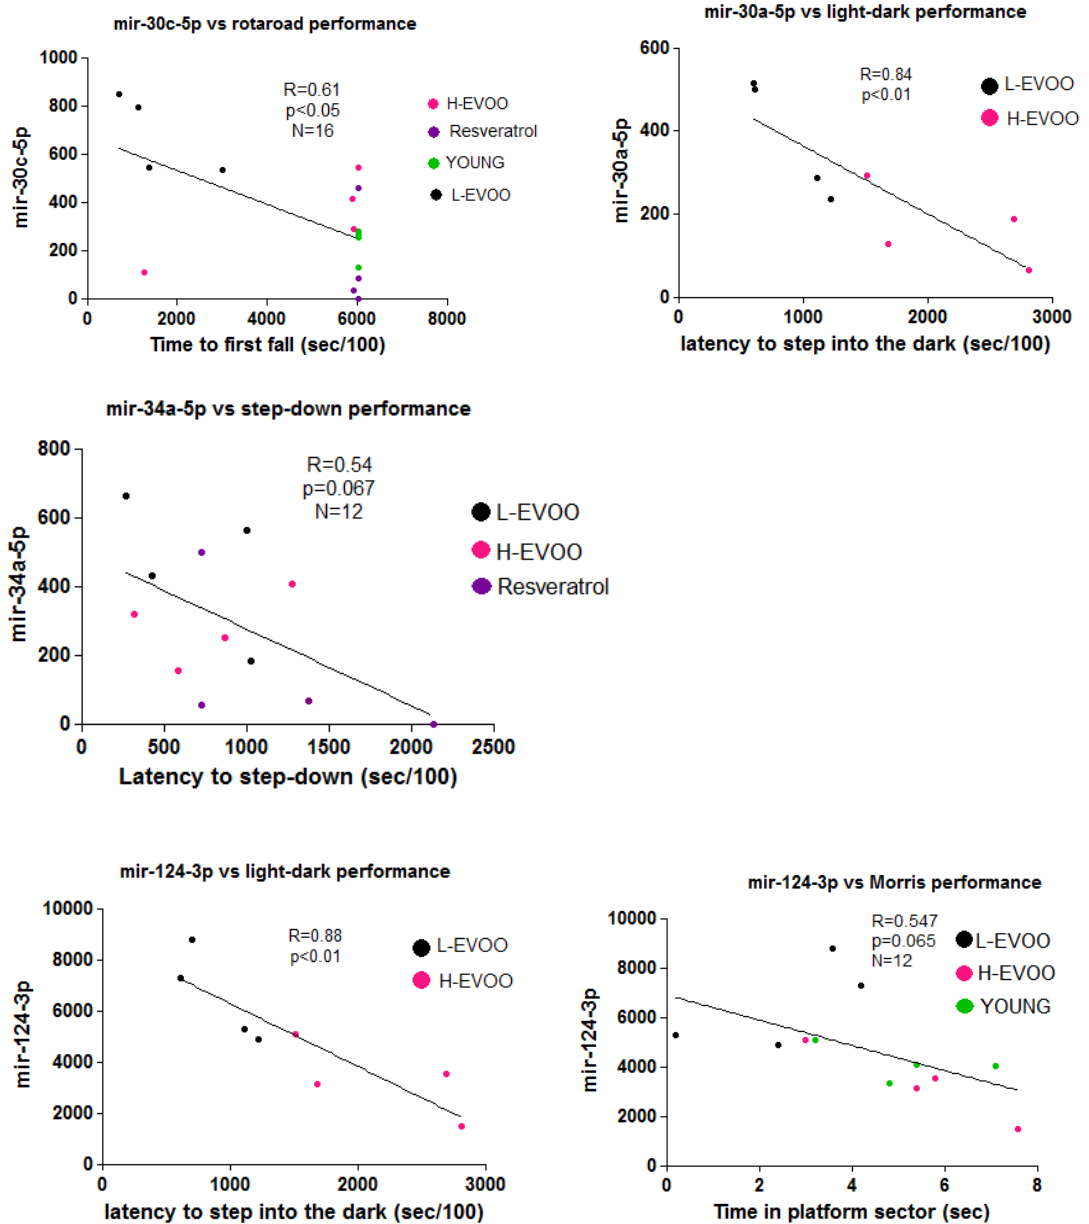 mir-30c-5p vs rotaroad performance
mir-30c-5p
1000
800
600
400
200
0
R=0.61
p<0.05
N=16
H-EVOO
Resveratrol
YOUNG
L-EVOO
0 2000 4000 6000 8000
Time to first fall (sec/100)
mir-30a-5p vs light-dark performance
mir-30a-5p
600
400
200
0
R=0.84
p<0.01
L-EVOO
H-EVOO
0 1000 2000 3000
latency to step into the dark (sec/100)
mir-34a-5p vs step-down performance
mir-34a-5p
800
600
400
200
0
R=0.54
p=0.067
N=12
L-EVOO
H-EVOO
Resveratrol
0 500 1000 1500 2000 2500
Latency to step-down (sec/100)
mir-124-3p vs light-dark performance
mir-124-3p
10000
8000
6000
4000
2000
0
R=0.88
p<0.01
L-EVOO
H-EVOO
0 1000 2000 3000
latency to step into the dark (sec/100)
mir-124-3p vs Morris performance
mir-124-3p
10000
8000
6000
4000
2000
0
R=0.547
p=0.065
N=12
L-EVOO
H-EVOO
YOUNG
0 2 4 6 8
Time in platform sector (sec)